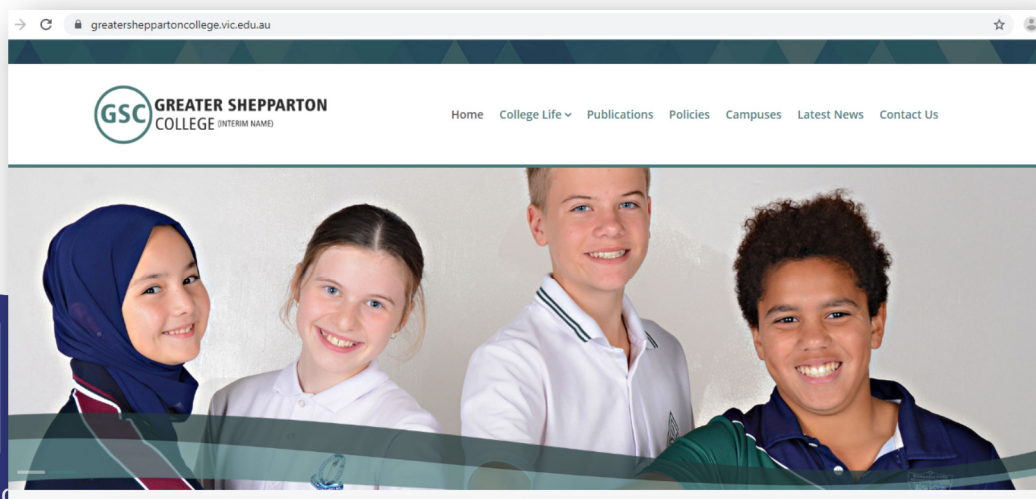 greatersheppartoncollege.vic.edu.au
GSC
GREATER SHEPPARTON
COLLEGE (INTERIM NAME)
Home College Life Publications Policies Campuses Latest News Contact Us